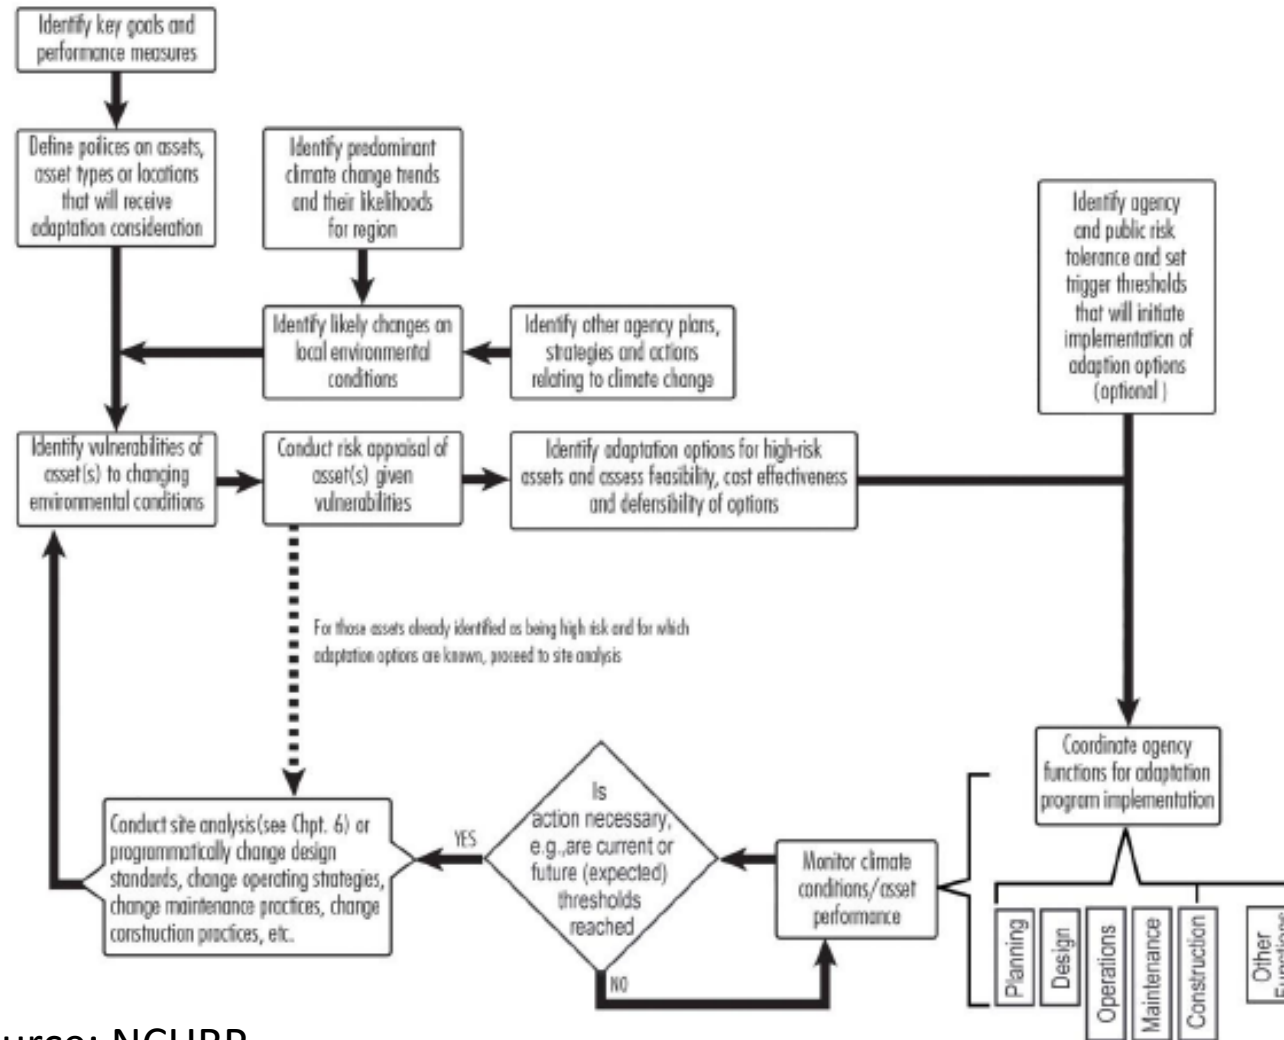 Identify key goals and
performance measures
Define policies on assets,
asset types or locations
that will receive
adaptation consideration
Identify predominant
climate change trends
and their likelihoods
for region
Identify agency
and public risk
tolerance and set
trigger thresholds
that will initiate
implementation of
adaption options
(optional )
Identify likely changes on
local environmental
conditions
Identify other agency plans,
strategies and actions
relating to climate change
Identify vulnerabilities of
asset(s) to changing
environmental conditions
Conduct risk appraisal of
asset(s) given
vulnerabilities
Identify adaptation options for high-risk
assets and assess feasibility, cost effectiveness
and defensibility of options
For those assets already identified as being high risk and for which
adaptation options are known, proceed to site analysis
Coordinate agency
functions for adaptation
program implementation
Conduct site analysis(see Chpt. 6) or
programmatically change design
standards, change operating strategies,
change maintenance practices, change
construction practices, etc.
YES
Is
action necessary,
e.g.,are current or
future (expected)
thresholds
reached
NO
Monitor climate
conditions/asset
performance
Planning
Design
Operations
Maintenance
Construction
Other